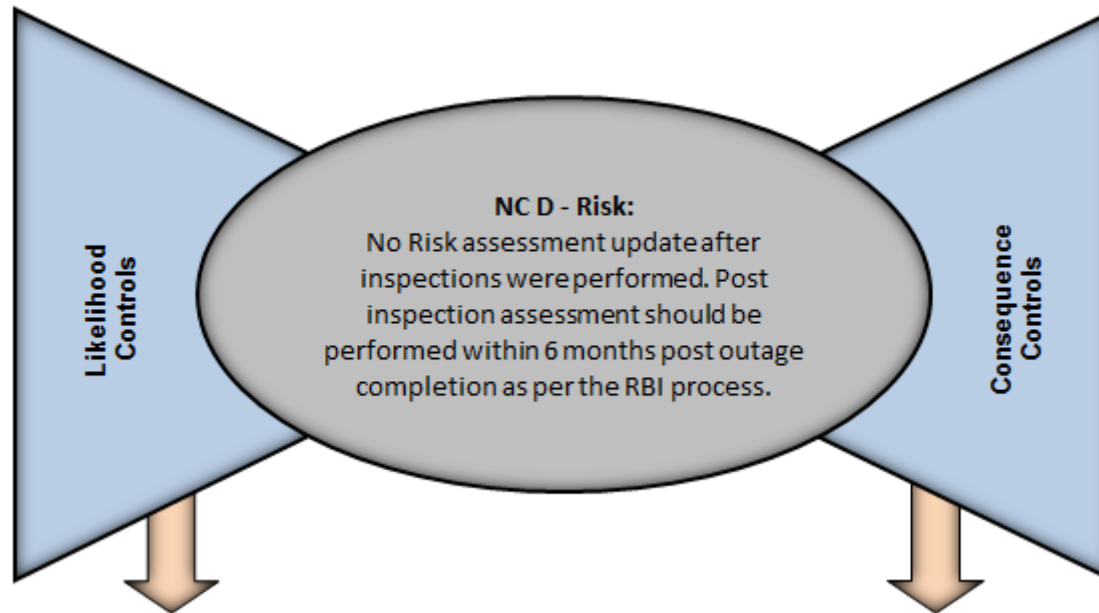 Likelihood
Controls
NC D - Risk:
No Risk assessment update after
inspections were performed. Post
inspection assessment should be
performed within 6 months post outage
completion as per the RBI process.
Consequence
Controls